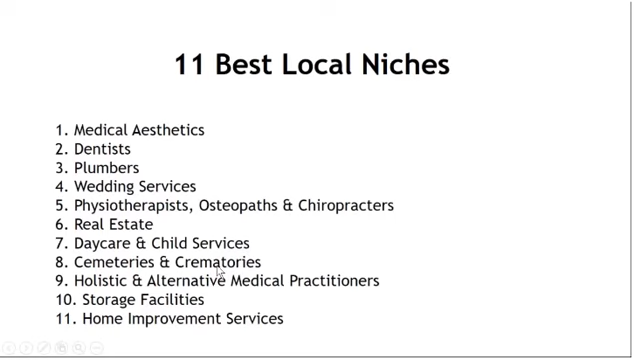 11 Best Local Niches
1. Medical Aesthetics
2. Dentists
3. Plumbers
4. Wedding Services
5. Physiotherapists, Osteopaths & Chiropracters
6. Real Estate
7. Daycare & Child Services
8. Cemeteries & Crematories
9. Holistic & Alternative Medical Practitioners
10. Storage Facilities
11. Home Improvement Services